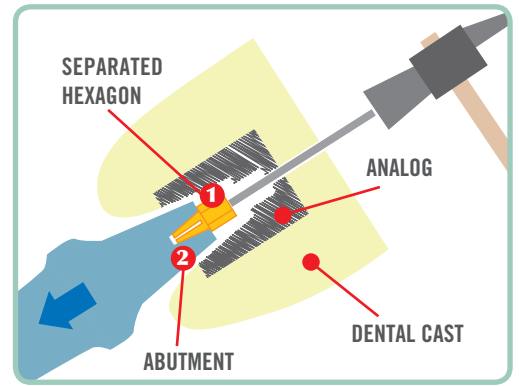 SEPARATED
HEXAGON
1
ANALOG
2
DENTAL CAST
ABUTMENT